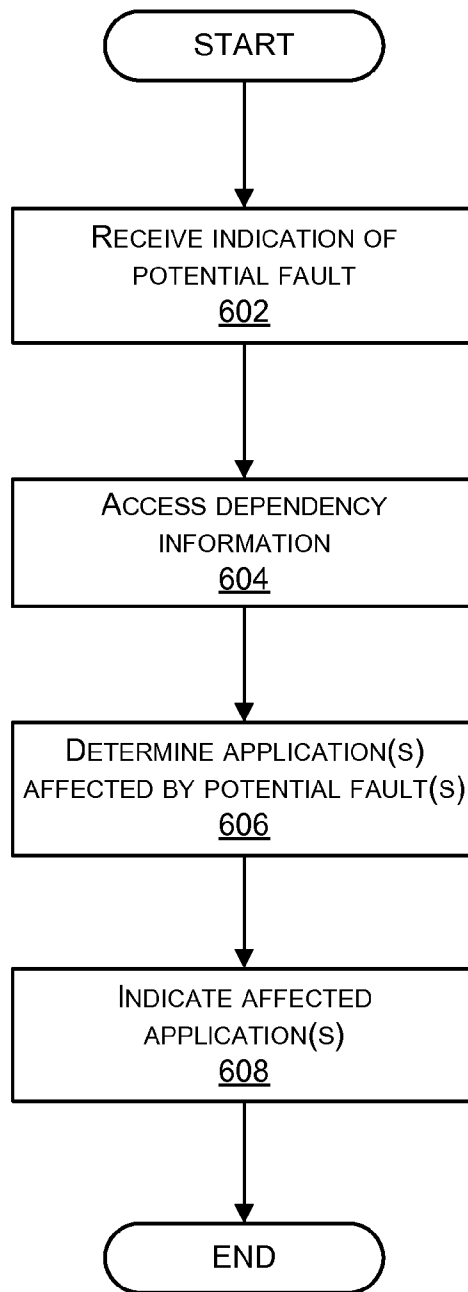 START
RECEIVE INDICATION OF
POTENTIAL FAULT
602
ACCESS DEPENDENCY
INFORMATION
604
DETERMINE APPLICATION(S)
AFFECTED BY POTENTIAL FAULT(S)
606
INDICATE AFFECTED
APPLICATION(S)
608
END